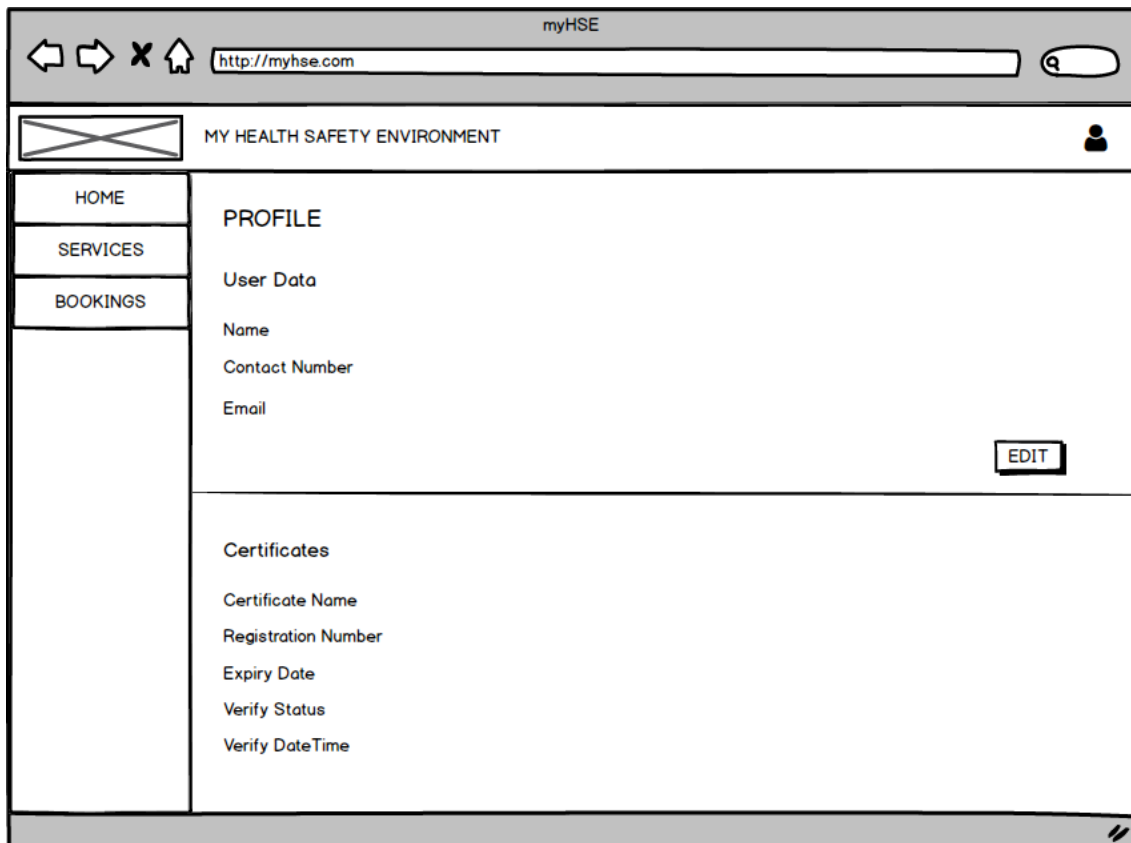 myHSE
http://myhse.com
MY HEALTH SAFETY ENVIRONMENT
HOME
SERVICES
BOOKINGS
PROFILE
User Data
Name
Contact Number
Email
EDIT
Certificates
Certificate Name
Registration Number
Expiry Date
Verify Status
Verify DateTime